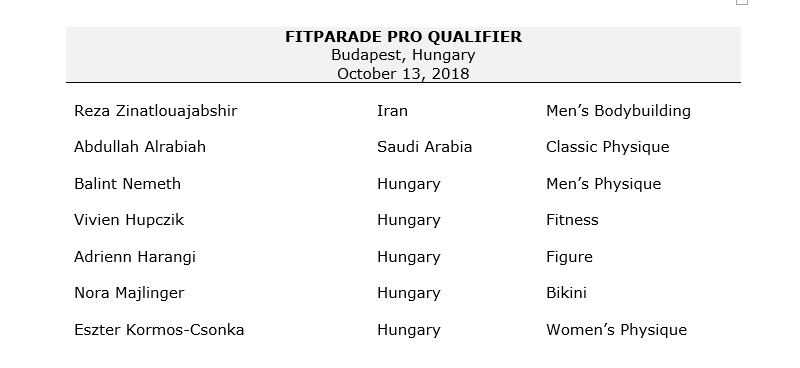 FITPARADE PRO QUALIFIER
Budapest, Hungary
October 13, 2018
Reza Zinatlouajabshir Iran Men’s Bodybuilding
Abdullah Alrabiah Saudi Arabia Classic Physique
Balint Nemeth Hungary Men’s Physique
Vivien Hupczik Hungary Fitness
Adrienn Harangi Hungary Figure
Nora Majlinger Hungary Bikini
Eszter Kormos-Csonka Hungary Women’s Physique